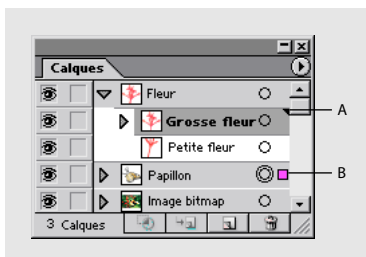 Calques
Fleur
Grosse fleur
A
Petite fleur
Papillon
B
Image bitmap
3 Calques